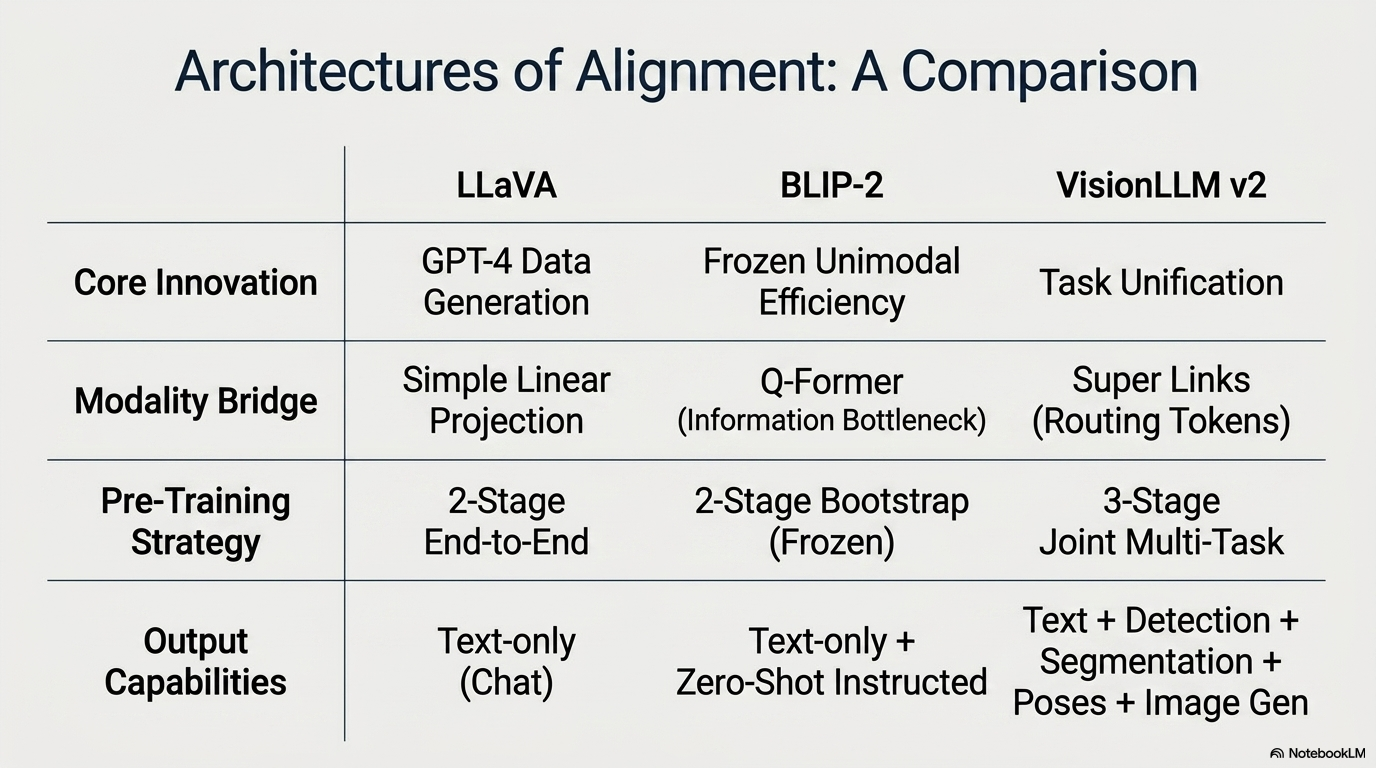 Architectures of Alignment: A Comparison
LLaVA
BLIP-2
VisionLLM v2
Core Innovation
GPT-4 Data
Generation
Frozen Unimodal
Efficiency
Task Unification
Modality Bridge
Simple Linear
Projection
Q-Former
(Information Bottleneck)
Super Links
(Routing Tokens)
Pre-Training
Strategy
2-Stage
End-to-End
2-Stage Bootstrap
(Frozen)
3-Stage
Joint Multi-Task
Output
Capabilities
Text-only
(Chat)
Text-only +
Zero-Shot Instructed
Text + Detection +
Segmentation +
Poses + Image Gen
NotebookLM